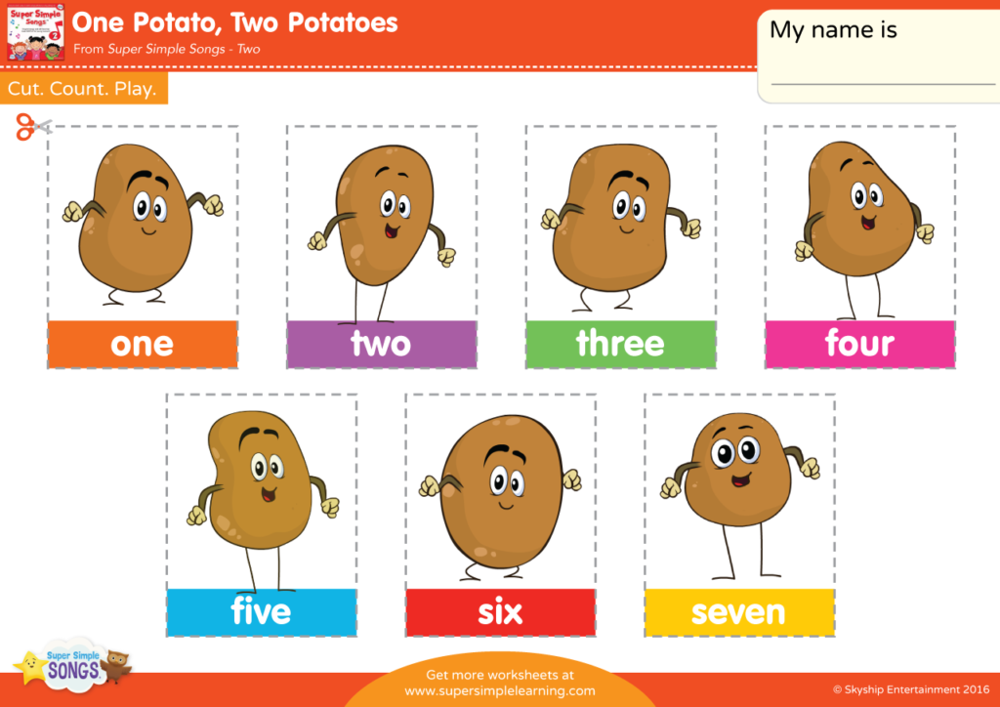 Super Simple
Songs
2
One Potato, Two Potatoes
From Super Simple Songs - Two
My name is
Cut. Count. Play.
one
two
three
four
five
six
seven
Super Simple
SONGS
Get more worksheets at
www.supersimplelearning.com
© Skyship Entertainment 2016